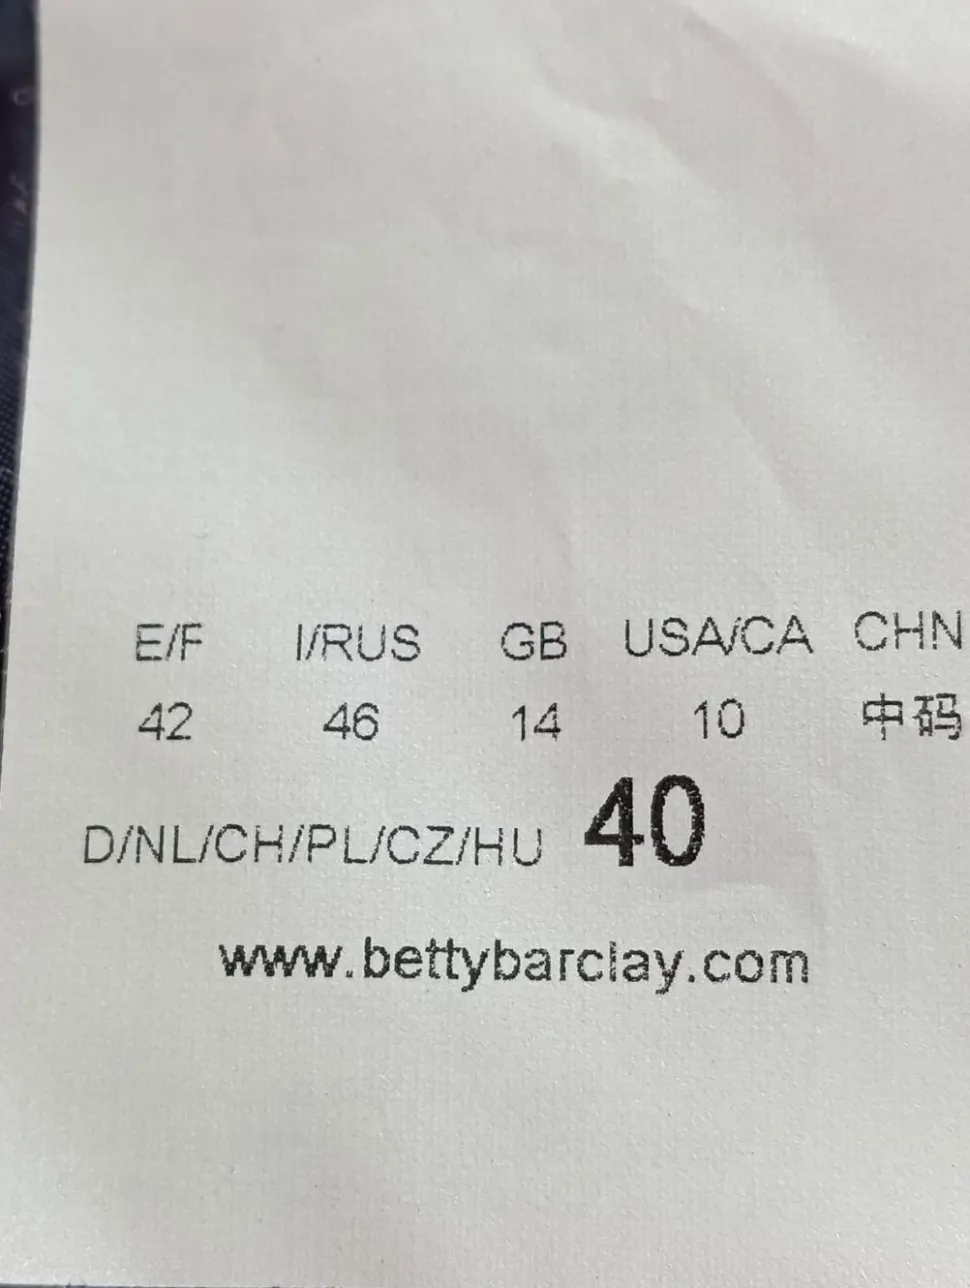 E/F I/RUS GB USA/CA CHN
42 46 14 10 中码
D/NL/CH/PL/CZ/HU 40
www.bettybarclay.com